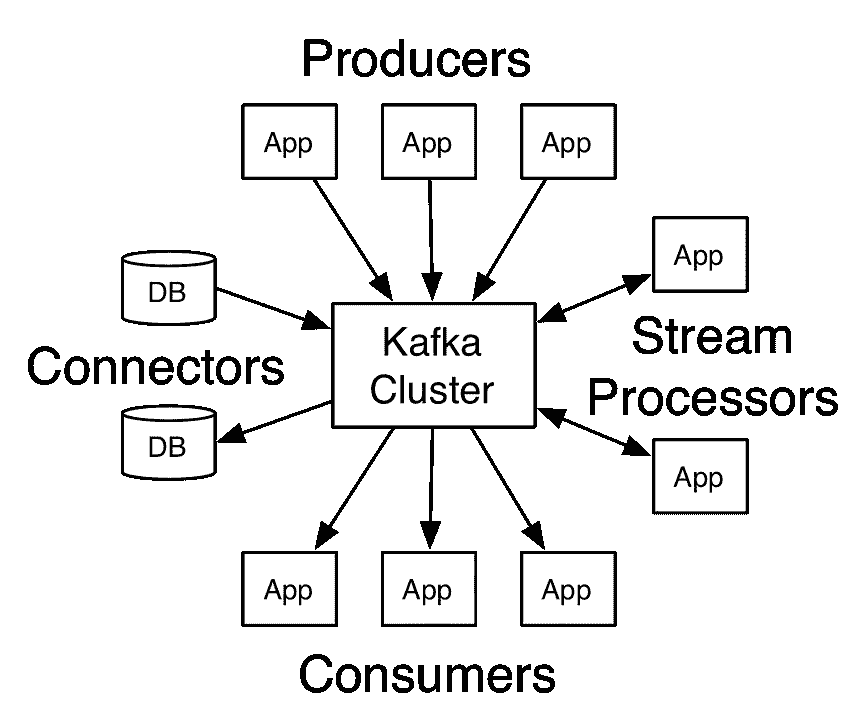 Producers
App
App
App
DB
App
Kafka
Cluster
Stream
Processors
Connectors
DB
App
App
App
App
Consumers